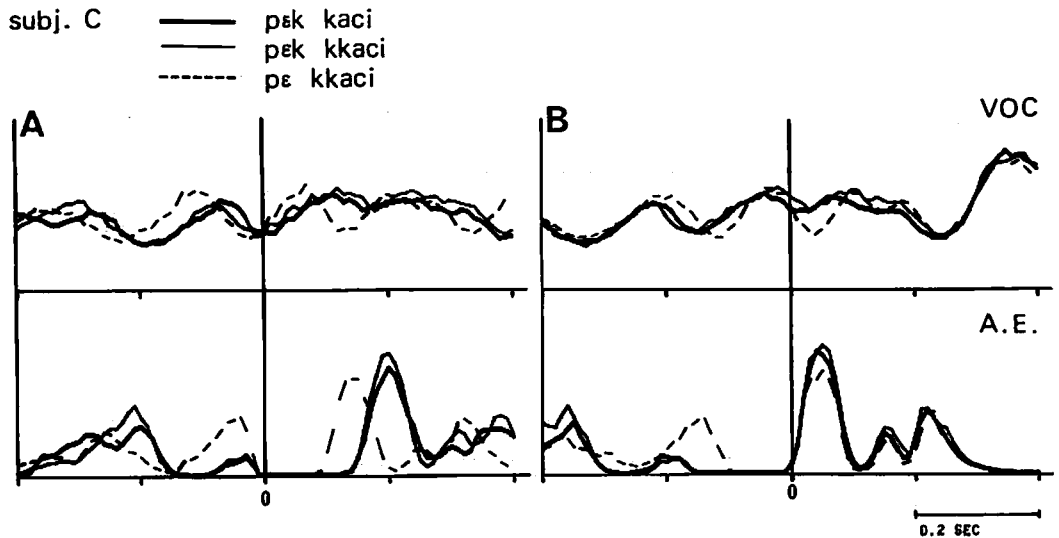 subj. C pɛk kaci
pɛk kkaci
pɛ kkaci
A B VOC
A.E.
0 0
0.2 SEC